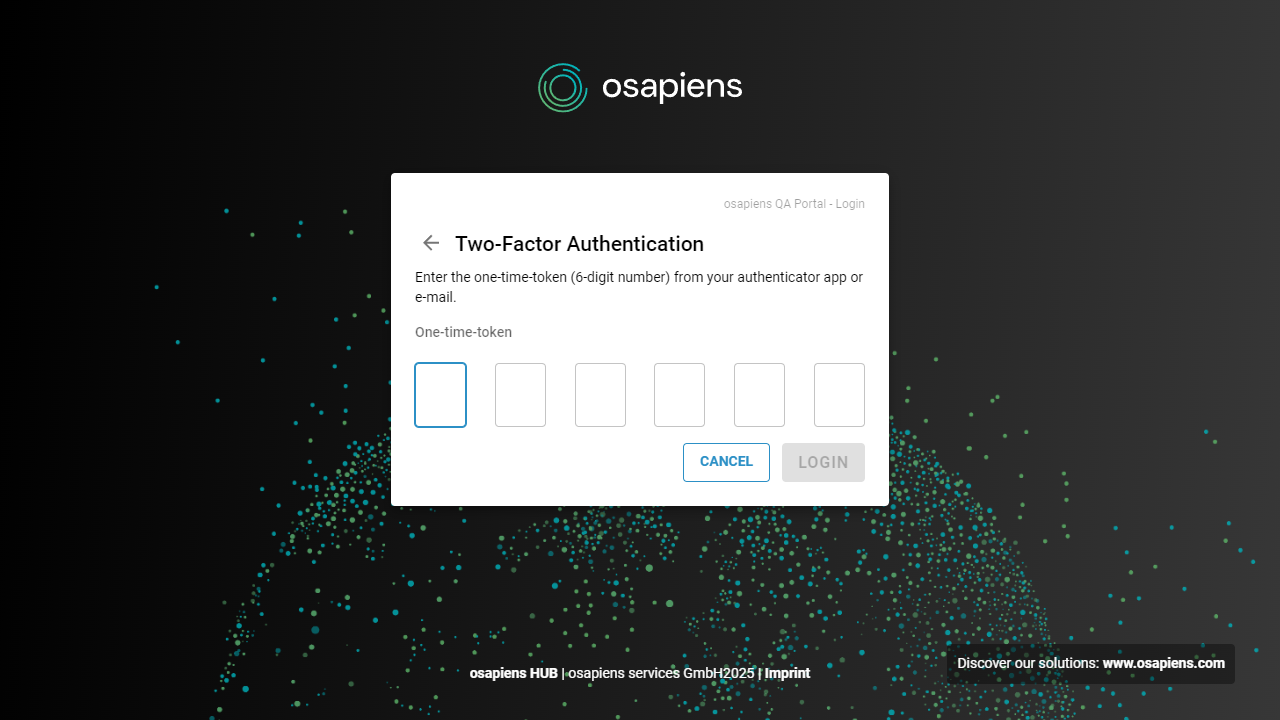 osapiens
osapiens QA Portal - Login
Two-Factor Authentication
Enter the one-time-token (6-digit number) from your authenticator app or
e-mail.
One-time-token
CANCEL
LOGIN
osapiens HUB | osapiens services GmbH2025 | Imprint
Discover our solutions: www.osapiens.com